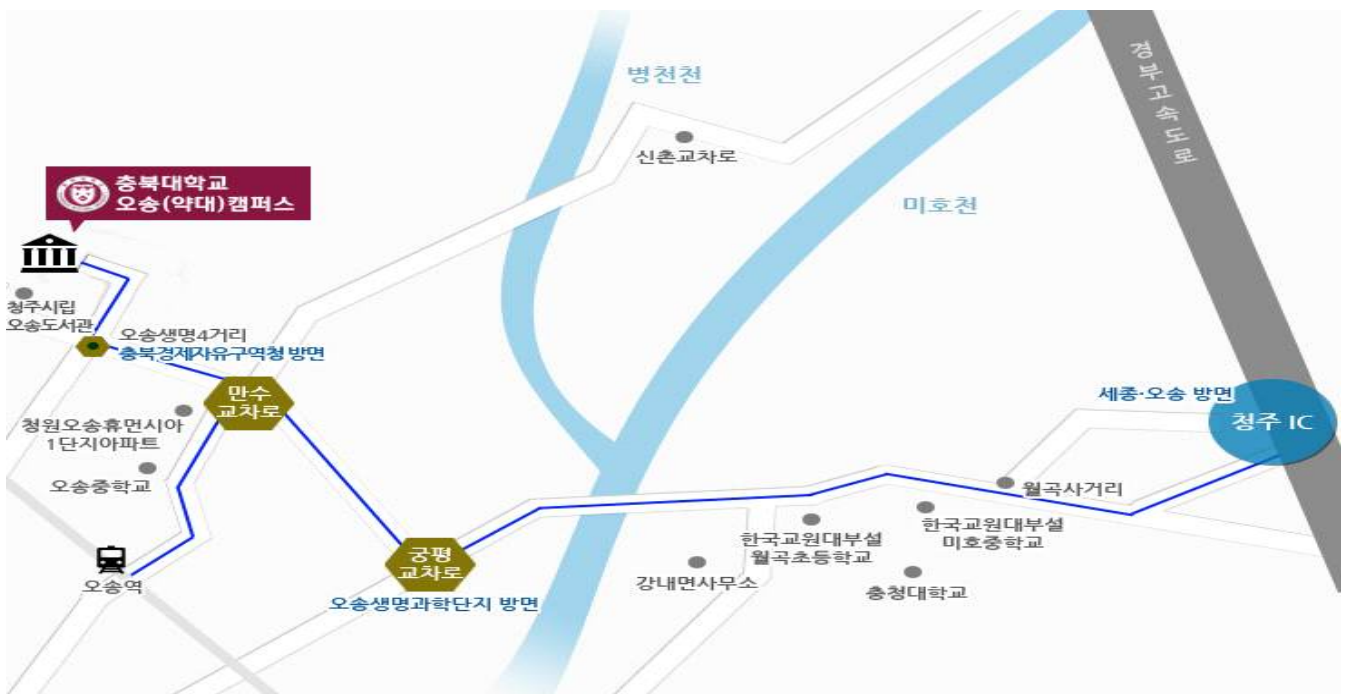 경부고속도로
병천천
신촌교차로
충북대학교
오송(약대)캠퍼스
미호천
청주시립
오송도서관
오송생명4거리
충북경제자유구역청 방면
만수
교차로
세종·오송 방면
청주 IC
청원오송휴먼시아
1단지아파트
오송중학교
월곡사거리
한국교원대부설
미호중학교
한국교원대부설
월곡초등학교
궁평
교차로
강내면사무소
충청대학교
오송역
오송생명과학단지 방면